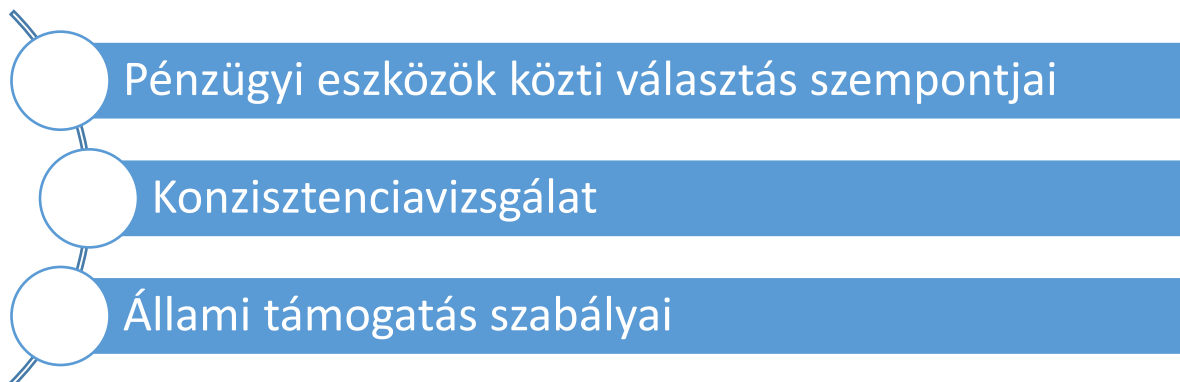 Pénzügyi eszközök közti választás szempontjai
Konzisztenciavizsgálat
Állami támogatás szabályai